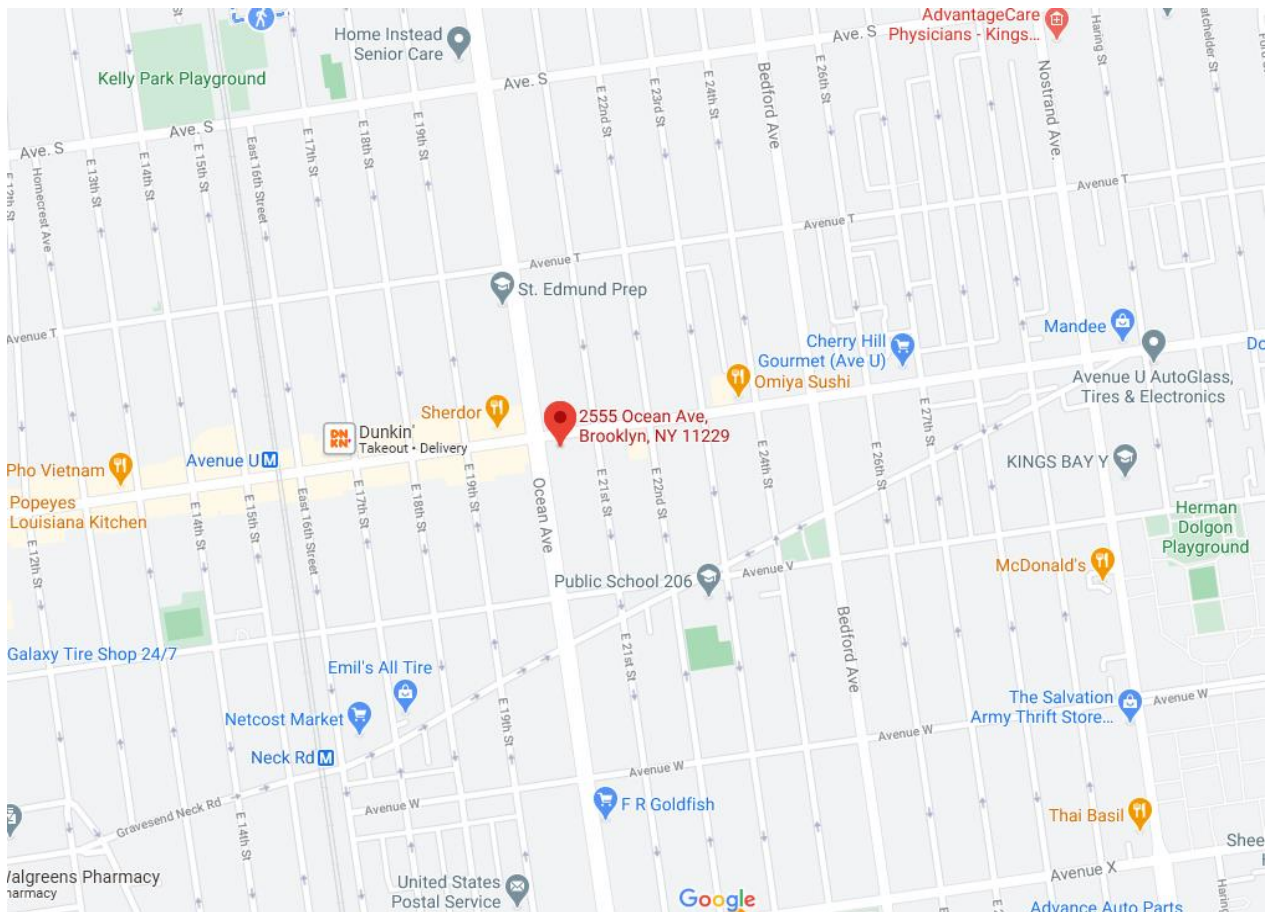 AdvantageCare
Physicians - Kings...
Home Instead
Senior Care
Kelly Park Playground
Ave. S
Ave. S
Ave. S
Ave. S
E 12th St
Homecrest Ave
E 13th St
E 14th St
E 15th St
East 16th Street
E 17th St
E 18th St
E 19th St
E 22nd St
E 23rd St
E 24th St
Bedford Ave
E 26th St
Nostrand Ave.
Haring St
Avenue T
Avenue T
Avenue T
Avenue T
St. Edmund Prep
Mandee
Cherry Hill
Gourmet (Ave U)
Omiya Sushi
Avenue U AutoGlass,
Tires & Electronics
Sherdor
2555 Ocean Ave,
Brooklyn, NY 11229
DN
KN'
Dunkin'
Takeout • Delivery
Avenue U M
Pho Vietnam
Popeyes
Louisiana Kitchen
KINGS BAY Y
E 12th St
E 14th St
E 15th St
East 16th Street
E 17th St
E 18th St
E 19th St
Ocean Ave
E 21st St
E 22nd St
E 24th St
E 26th St
E 27th St
Herman
Dolgon
Playground
McDonald's
Public School 206
Avenue V
Galaxy Tire Shop 24/7
Emil's All Tire
Netcost Market
Neck Rd M
E 19th St
E 21st St
Bedford Ave
The Salvation
Army Thrift Store...
Avenue W
Avenue W
Avenue W
Avenue W
Gravesend Neck Rd
E 14th St
F R Goldfish
Thai Basil
Avenue X
United States
Postal Service
Google
Advance Auto Parts